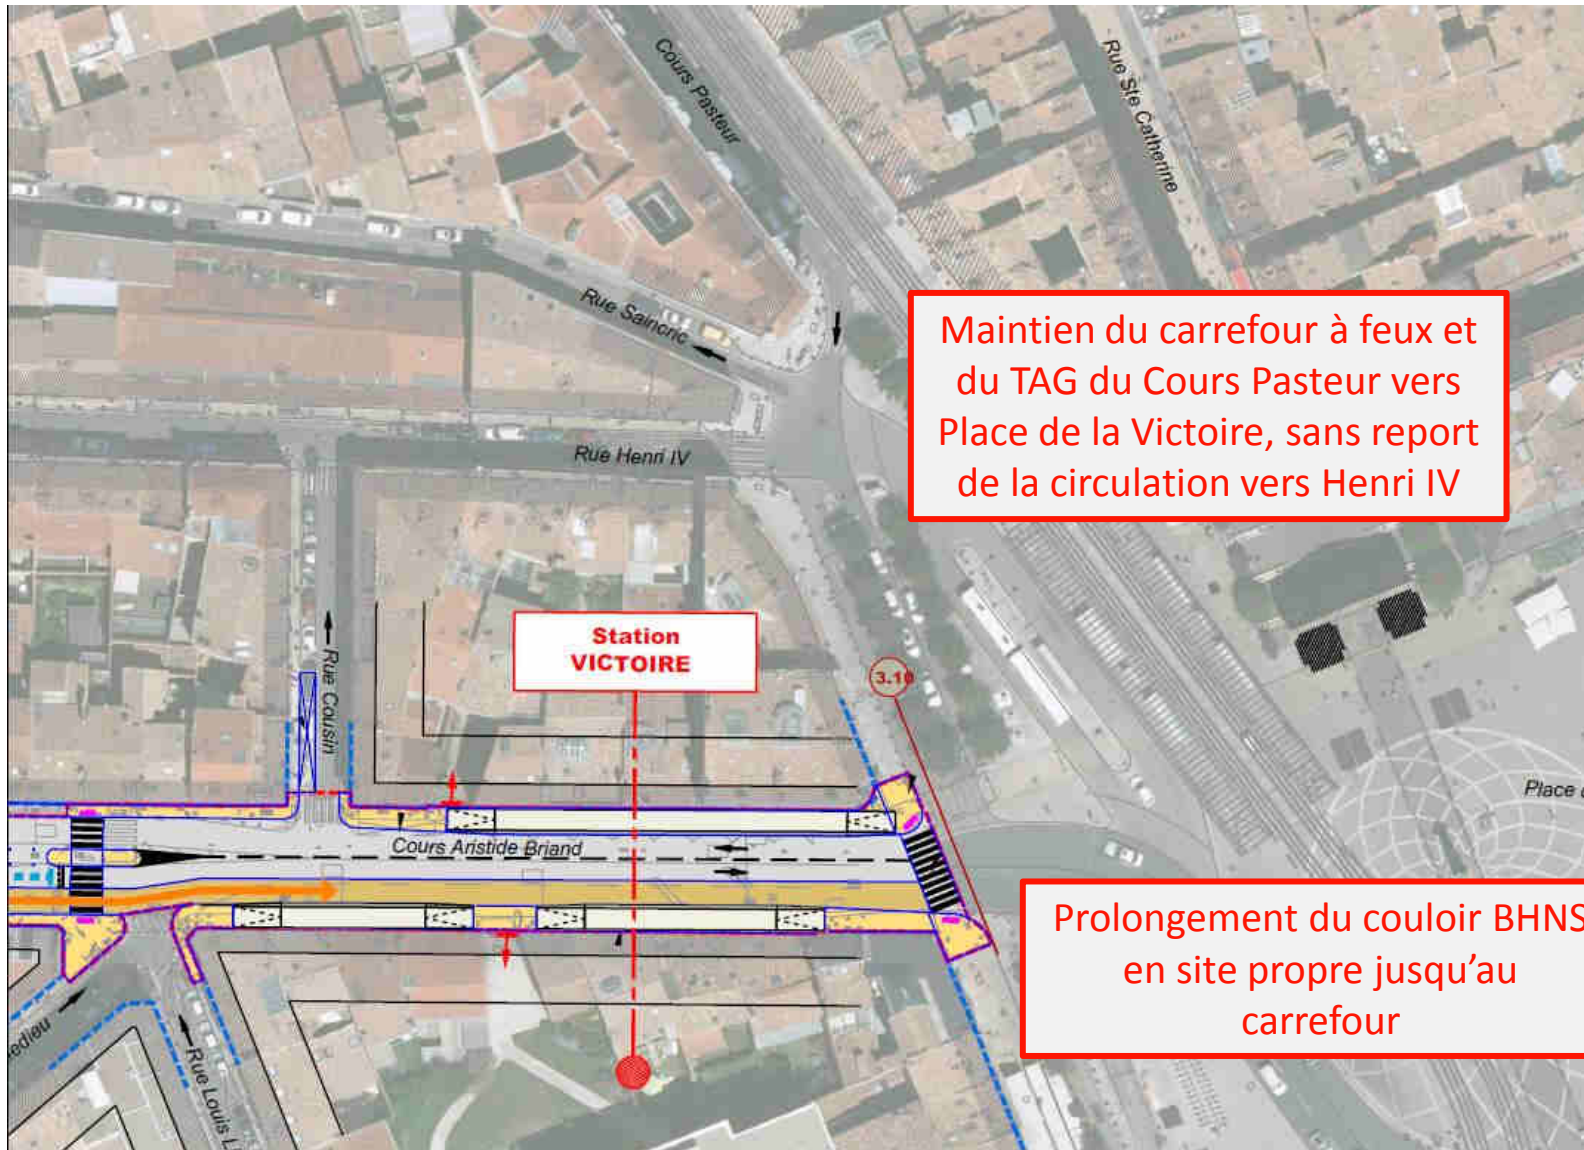 Cours Pasteur
Rue Ste Catherine
Rue Saincric
Maintien du carrefour à feux et
du TAG du Cours Pasteur vers
Place de la Victoire, sans report
de la circulation vers Henri IV
Rue Henri IV
Station
VICTOIRE
Rue Cousin
3.10
Place d
Cours Aristide Briand
Prolongement du couloir BHNS
en site propre jusqu'au
carrefour
edieu
Rue Louis Li